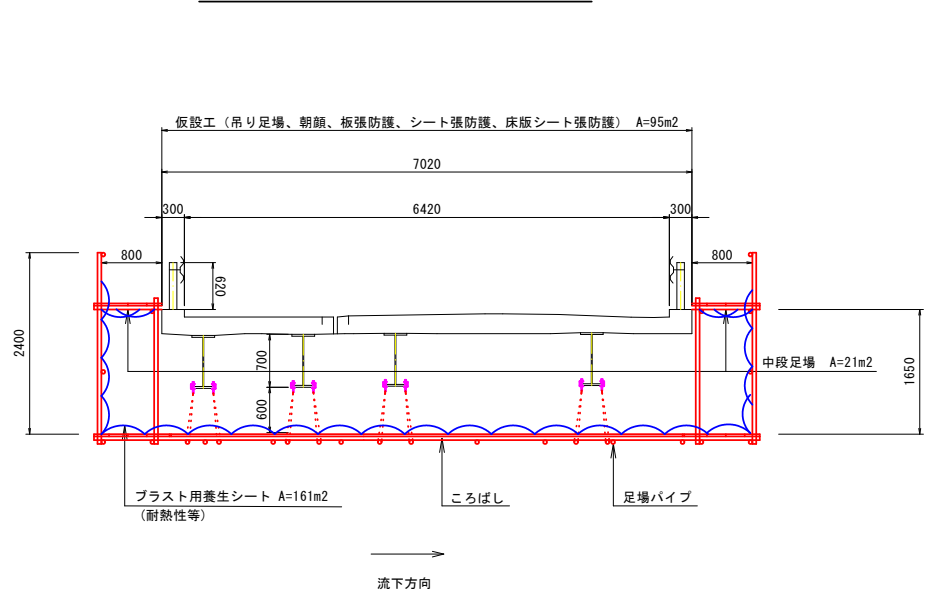 仮設工（吊り足場、朝顔、板張防護、シート張防護、床版シート張防護） A=95m2
7020
300
6420
300
800
800
620
2400
700
600
1650
中段足場 A=21m2
ブラスト用養生シート A=161m2
（耐熱性等）
ころばし
足場パイプ
流下方向